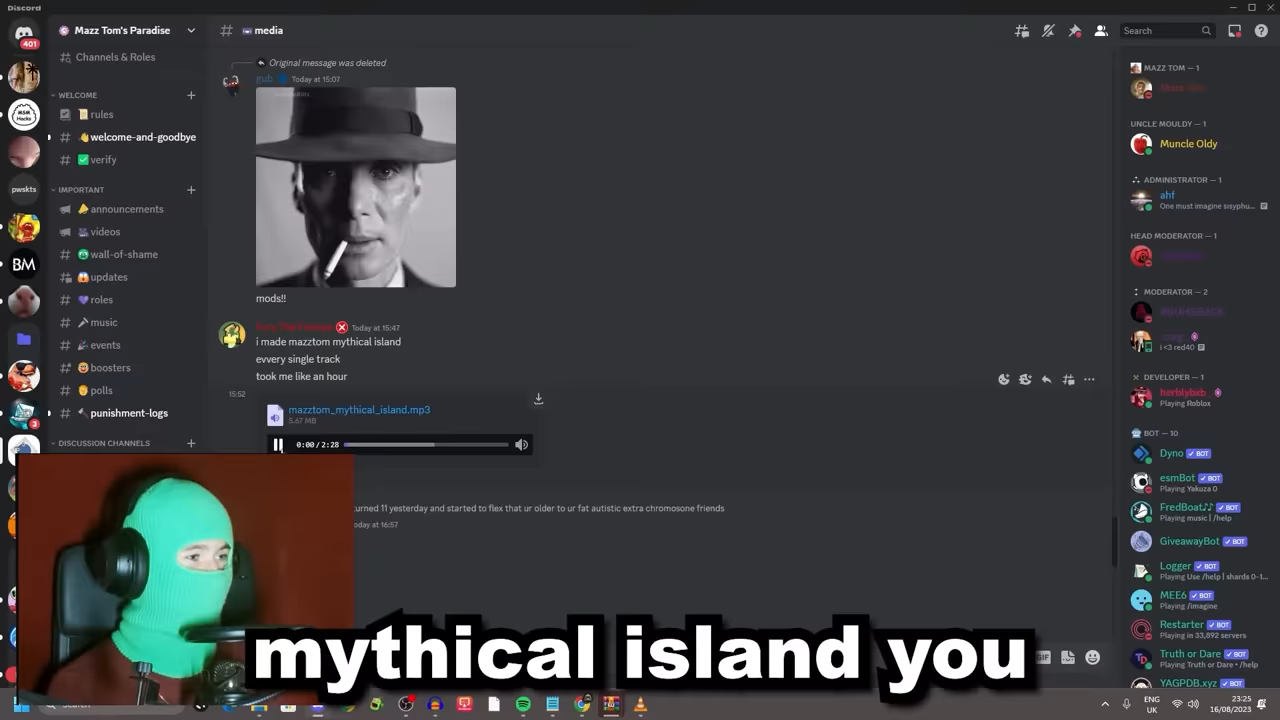 Discord
Mazz Tom's Paradise
media
Search
401
Channels & Roles
WELCOME
rules
welcome-and-goodbye
verify
IMPORTANT
announcements
videos
wall-of-shame
updates
roles
music
events
boosters
polls
punishment-logs
DISCUSSION CHANNELS
MSM
Hacks
pwskts
BM
3
Original message was deleted
gub Today at 15:07
mods!!
Today at 15:47
i made mazztom mythical island
evvery single track
took me like an hour
15:52
mazztom_mythical_island.mp3
5.67 MB
0:00 / 2:28
urned 11 yesterday and started to flex that ur older to ur fat autistic extra chromosone friends
oday at 16:57
MAZZ TOM — 1
UNCLE MOULDY — 1
Muncle Oldy
ADMINISTRATOR — 1
ahf
One must imagine sisyphu...
HEAD MODERATOR — 1
MODERATOR — 2
i <3 red40
DEVELOPER — 1
herblybxb
Playing Roblox
BOT — 10
Dyno BOT
esmBot BOT
Playing Yakuza 0
FredBoat♪♪ BOT
Playing music | /help
GiveawayBot BOT
Logger BOT
Playing Use /help | shards 0-1...
MEE6 BOT
Playing /imagine
Restarter BOT
Playing in 33,892 servers
Truth or Dare BOT
Playing Truth or Dare • /help
YAGPDB.xyz BOT
GIF
mythical island you
Search
ENG
UK
23:25
16/08/2023